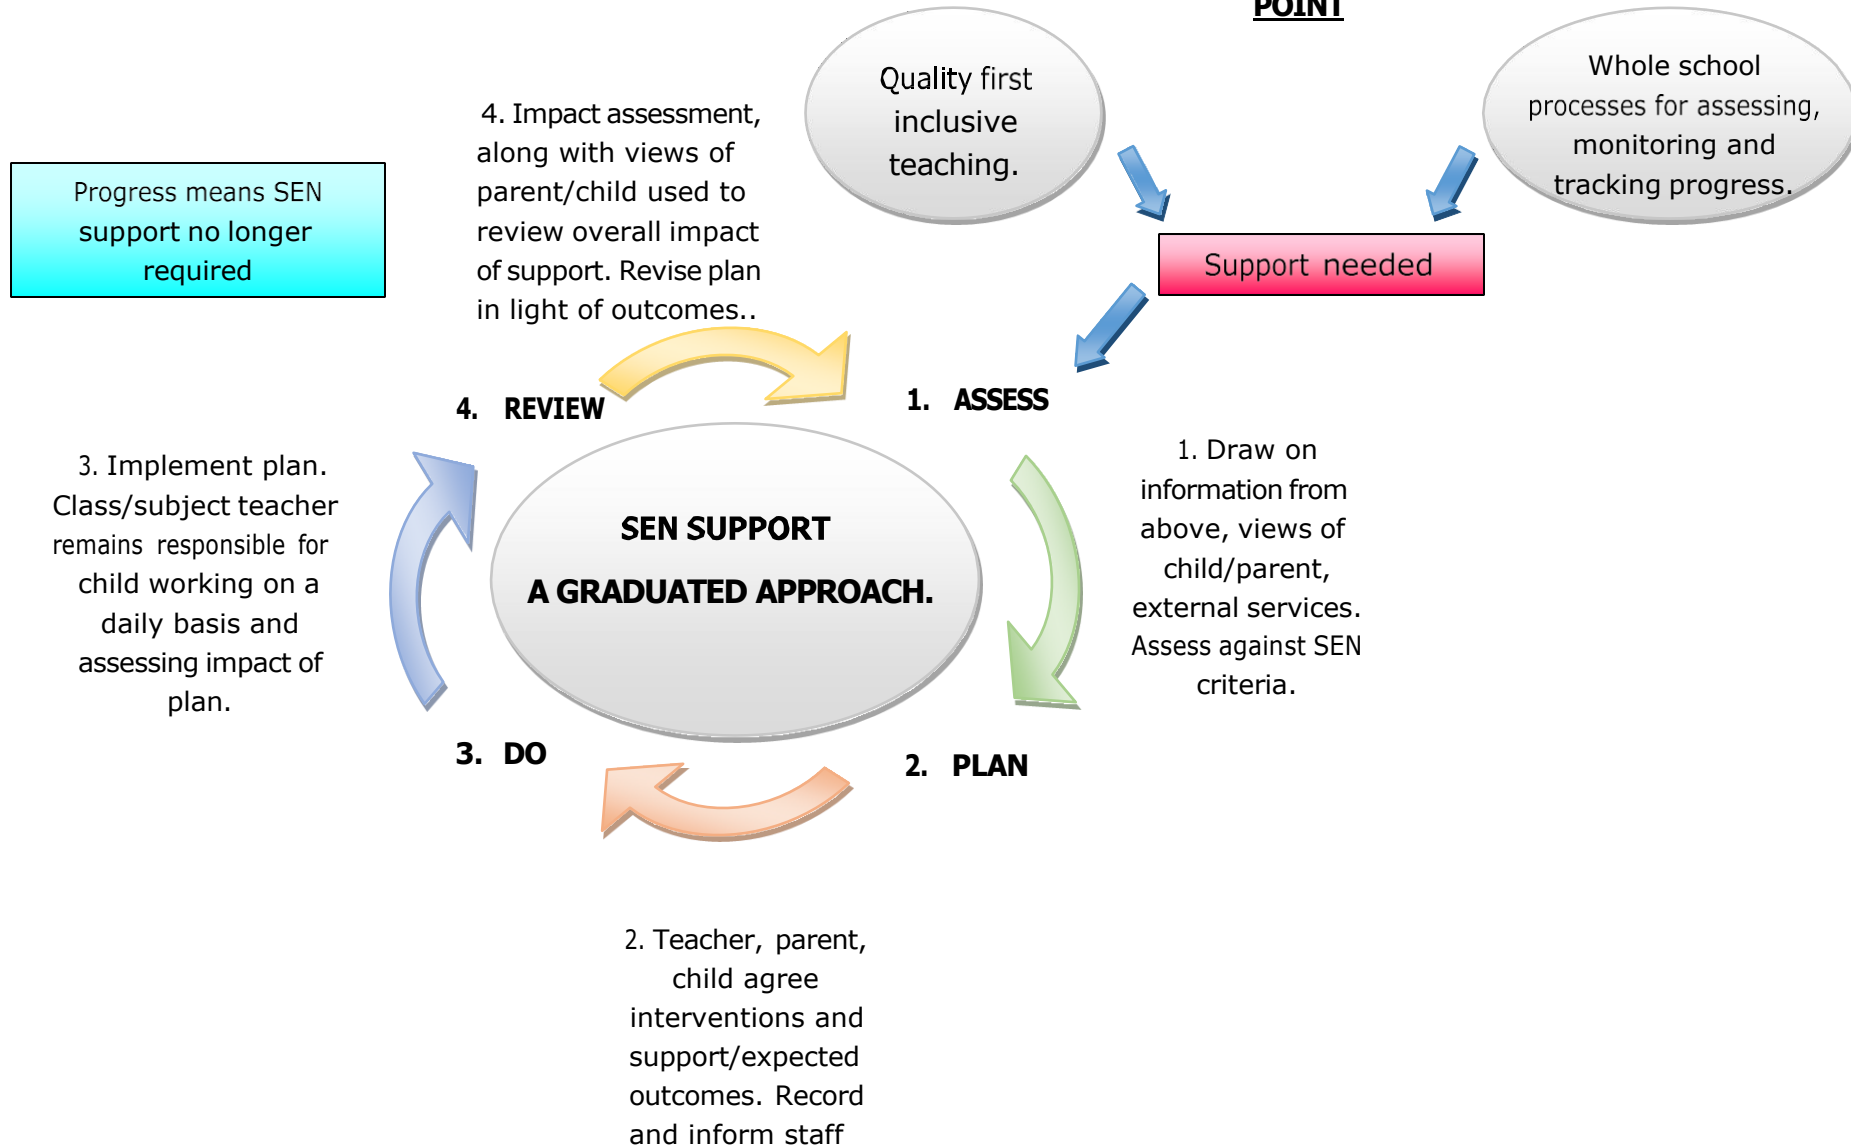 POINT
Quality first
inclusive
teaching.
Whole school
processes for assessing,
monitoring and
tracking progress.
4. Impact assessment,
along with views of
parent/child used to
review overall impact
of support. Revise plan
in light of outcomes..
Progress means SEN
support no longer
required
Support needed
4. REVIEW
1. ASSESS
3. Implement plan.
Class/subject teacher
remains responsible for
child working on a
daily basis and
assessing impact of
plan.
SEN SUPPORT
A GRADUATED APPROACH.
1. Draw on
information from
above, views of
child/parent,
external services.
Assess against SEN
criteria.
3. DO
2. PLAN
2. Teacher, parent,
child agree
interventions and
support/expected
outcomes. Record
and inform staff